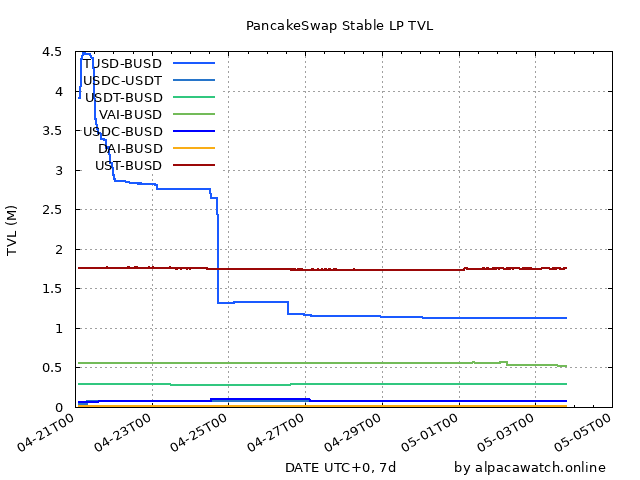 PancakeSwap Stable LP TVL
TVL (M)
4.5
4
3.5
3
2.5
2
1.5
1
0.5
0
TUSD-BUSD
USDC-USDT
USDT-BUSD
VAI-BUSD
USDC-BUSD
DAI-BUSD
UST-BUSD
04-21T00
04-23T00
04-25T00
04-27T00
04-29T00
05-01T00
05-03T00
05-05T00
DATE UTC+0, 7d
by alpacawatch.online